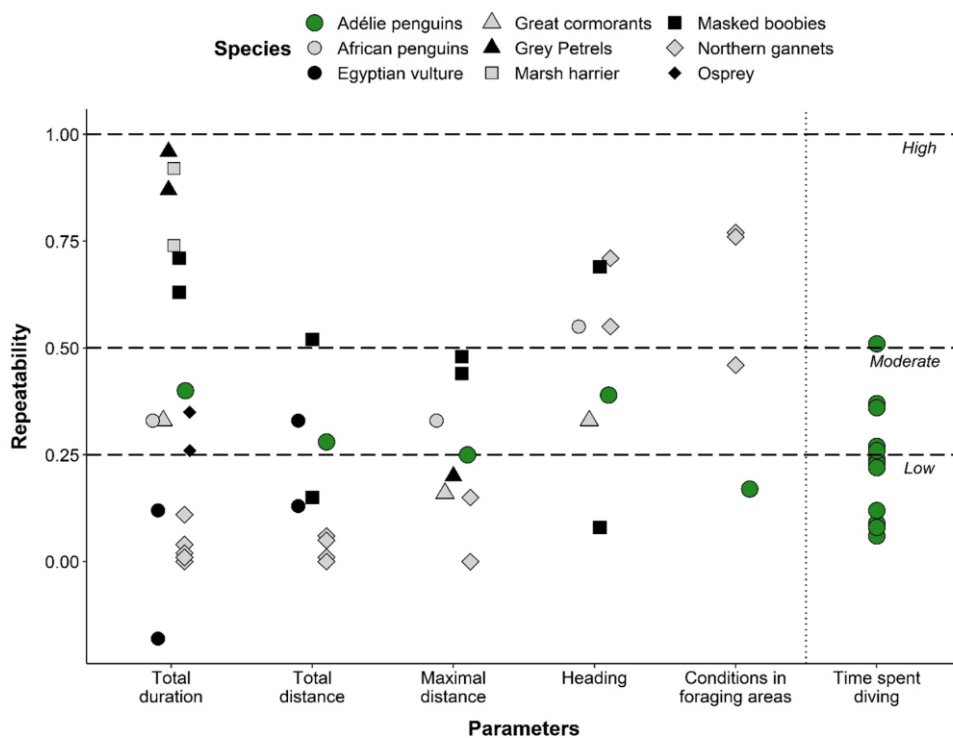 Species
Adélie penguins
African penguins
Egyptian vulture
Great cormorants
Grey Petrels
Marsh harrier
Masked boobies
Northern gannets
Osprey
Repeatability
1.00
0.75
0.50
0.25
0.00
High
Moderate
Low
Total
duration
Total
distance
Maximal
distance
Heading
Conditions in
foraging areas
Time spent
diving
Parameters